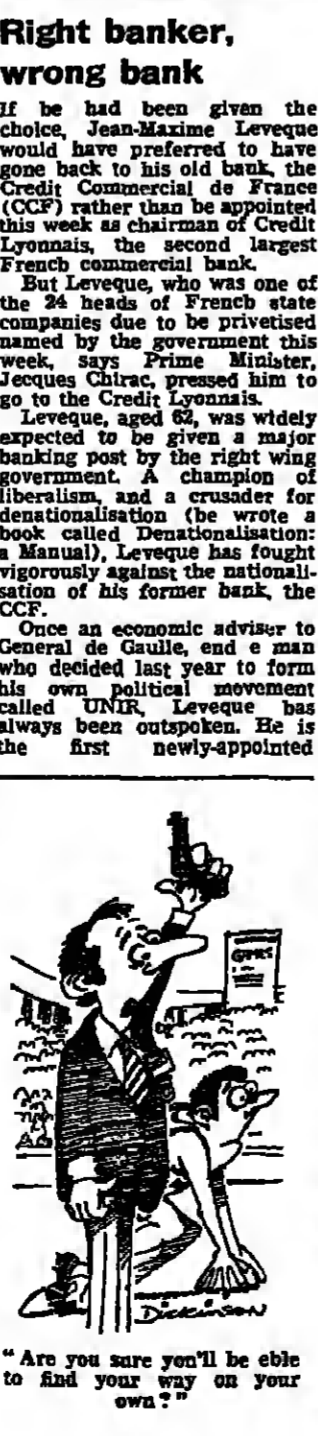 Right banker,
wrong bank
If be had been given the
choice, Jean-Maxime Leveque
would have preferred to have
gone back to his old bank, the
Credit Commercial de France
(CCF) rather than be appointed
this week as chairman of Credit
Lyonnais, the second largest
French commercial bank.
But Leveque, who was one of
the 24 heads of French state
companies due to be privetised
named by the government this
week, says Prime Minister,
Jecques Chirac, pressed him to
go to the Credit Lyonnais.
Leveque, aged 62, was widely
expected to be given a major
banking post by the right wing
government. A champion of
liberalism, and a crusader for
denationalisation (be wrote a
book called Denationalisation:
a Manual), Leveque has fought
vigorously against the nationali-
sation of his former bank, the
CCF.
Once an economic adviser to
General de Gaulle, end e man
who decided last year to form
his own political movement
called UNIR, Leveque bas
always been outspoken. He is
the first newly-appointed
GAMES
Dickinson
"Are you sure you'll be eble
to find your way on your
own?"